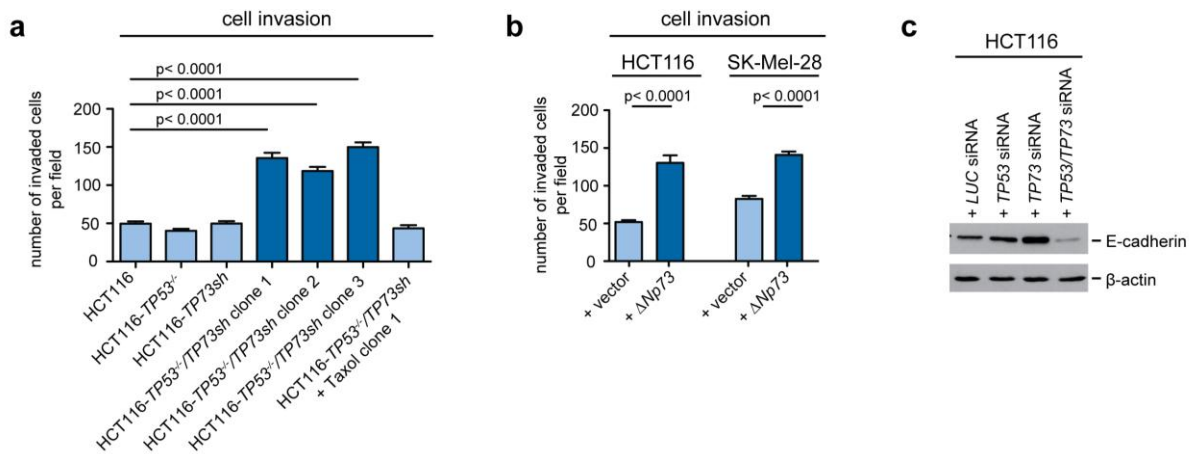 a
cell invasion
p< 0.0001
p< 0.0001
p< 0.0001
number of invaded cells
per field
200
150
100
50
0
HCT116
HCT116-TP53-/-
HCT116-TP73sh
HCT116-TP53-/-/TP73sh clone 1
HCT116-TP53-/-/TP73sh clone 2
HCT116-TP53-/-/TP73sh clone 3
HCT116-TP53-/-/TP73sh
+ Taxol clone 1
b
cell invasion
HCT116
SK-Mel-28
p< 0.0001
p< 0.0001
number of invaded cells
per field
200
150
100
50
0
+ vector
+ ΔNp73
+ vector
+ ΔNp73
c
HCT116
+ LUC siRNA
+ TP53 siRNA
+ TP73 siRNA
+ TP53/TP73 siRNA
– E-cadherin
– β-actin